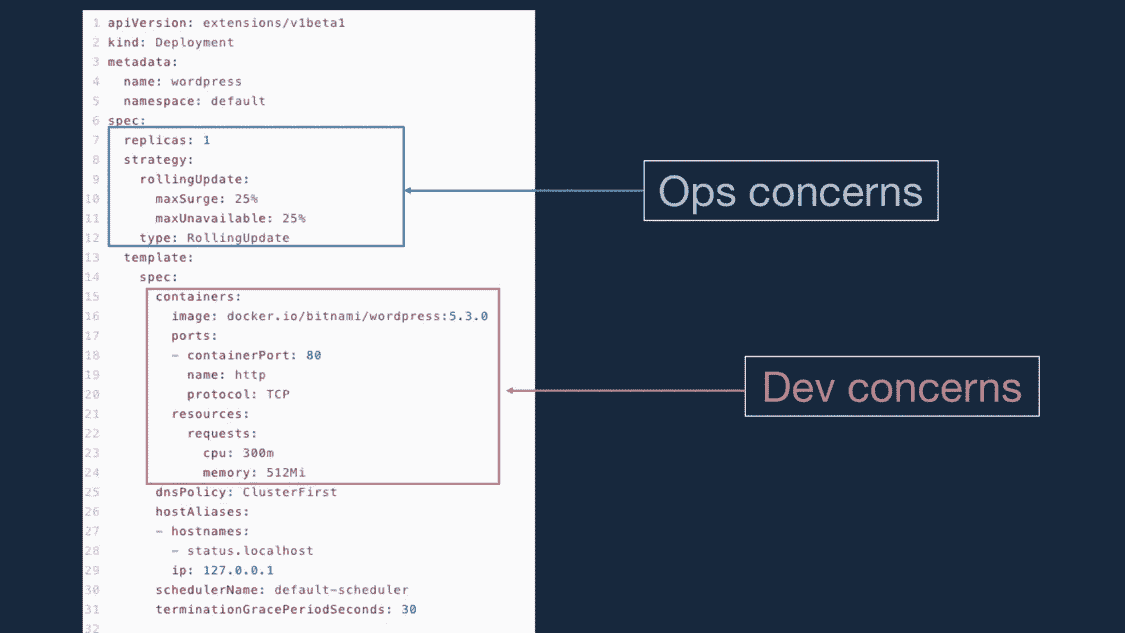 1 apiVersion: extensions/v1beta1
2 kind: Deployment
3 metadata:
4   name: wordpress
5   namespace: default
6 spec:
7   replicas: 1
8   strategy:
9     rollingUpdate:
10       maxSurge: 25%
11       maxUnavailable: 25%
12     type: RollingUpdate
13   template:
14     spec:
15       containers:
16         image: docker.io/bitnami/wordpress:5.3.0
17         ports:
18         - containerPort: 80
19           name: http
20           protocol: TCP
21         resources:
22           requests:
23             cpu: 300m
24             memory: 512Mi
25       dnsPolicy: ClusterFirst
26       hostAliases:
27       - hostnames:
28         - status.localhost
29         ip: 127.0.0.1
30       schedulerName: default-scheduler
31       terminationGracePeriodSeconds: 30
32
Ops concerns
Dev concerns